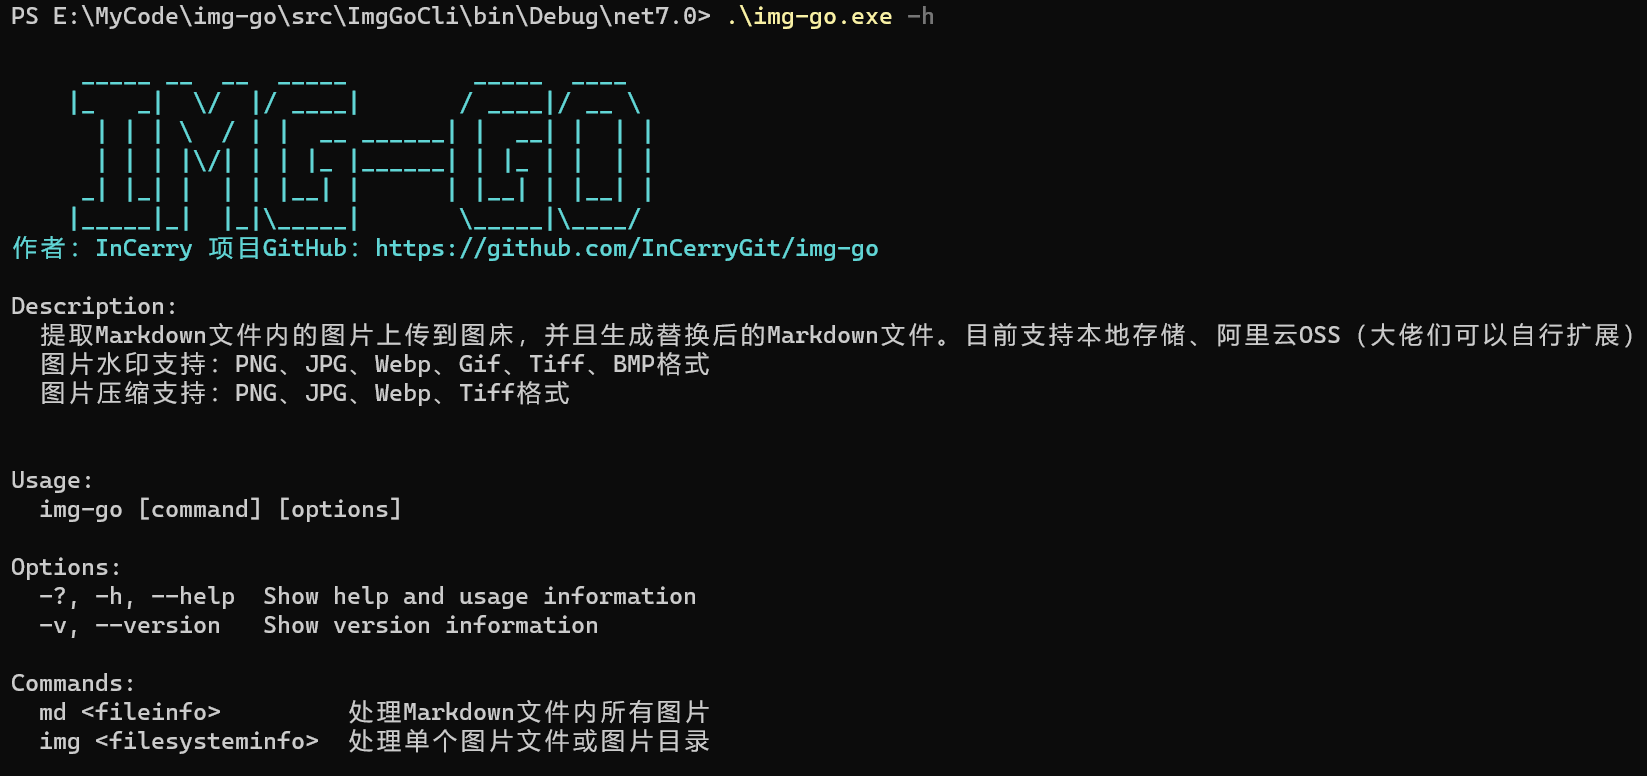 PS E:\MyCode\img-go\src\ImgGoCli\bin\Debug\net7.0> .\img-go.exe -h
IMG-GO
作者：InCerry 项目GitHub：https://github.com/InCerryGit/img-go
Description:
提取Markdown文件内的图片上传到图床，并且生成替换后的Markdown文件。目前支持本地存储、阿里云OSS（大佬们可以自行扩展）
图片水印支持：PNG、JPG、Webp、Gif、Tiff、BMP格式
图片压缩支持：PNG、JPG、Webp、Tiff格式
Usage:
img-go [command] [options]
Options:
-?, -h, --help  Show help and usage information
-v, --version   Show version information
Commands:
md <fileinfo>         处理Markdown文件内所有图片
img <filesysteminfo>  处理单个图片文件或图片目录